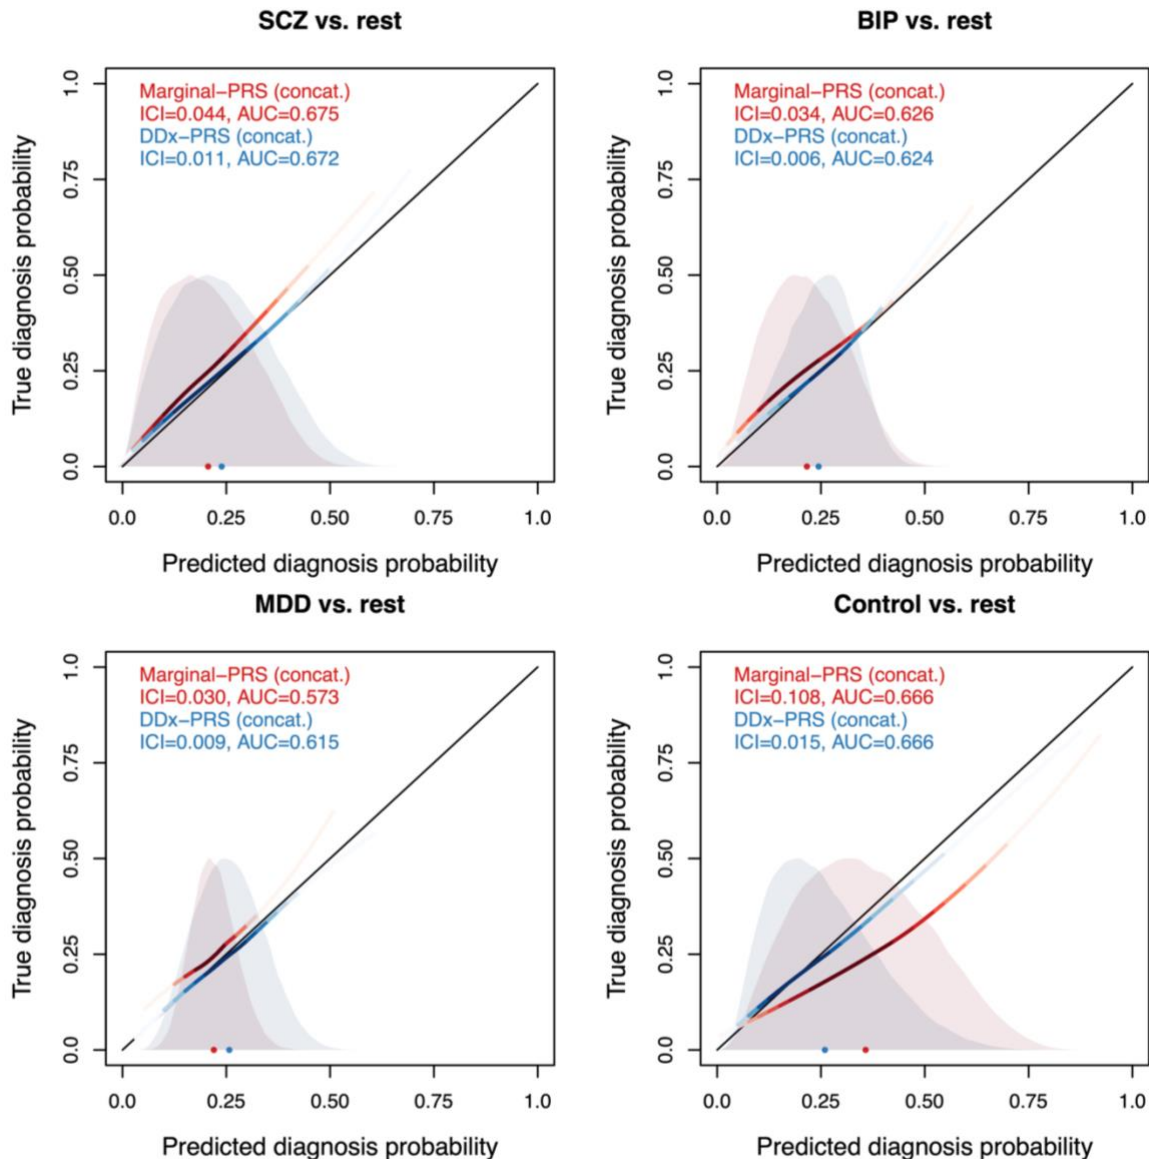 SCZ vs. rest
Marginal−PRS (concat.)
ICI=0.044, AUC=0.675
DDx−PRS (concat.)
ICI=0.011, AUC=0.672
True diagnosis probability
1.0
0.75
0.50
0.25
0.0
0.0 0.25 0.50 0.75 1.0
Predicted diagnosis probability
BIP vs. rest
Marginal−PRS (concat.)
ICI=0.034, AUC=0.626
DDx−PRS (concat.)
ICI=0.006, AUC=0.624
True diagnosis probability
1.0
0.75
0.50
0.25
0.0
0.0 0.25 0.50 0.75 1.0
Predicted diagnosis probability
MDD vs. rest
Marginal−PRS (concat.)
ICI=0.030, AUC=0.573
DDx−PRS (concat.)
ICI=0.009, AUC=0.615
True diagnosis probability
1.0
0.75
0.50
0.25
0.0
0.0 0.25 0.50 0.75 1.0
Predicted diagnosis probability
Control vs. rest
Marginal−PRS (concat.)
ICI=0.108, AUC=0.666
DDx−PRS (concat.)
ICI=0.015, AUC=0.666
True diagnosis probability
1.0
0.75
0.50
0.25
0.0
0.0 0.25 0.50 0.75 1.0
Predicted diagnosis probability